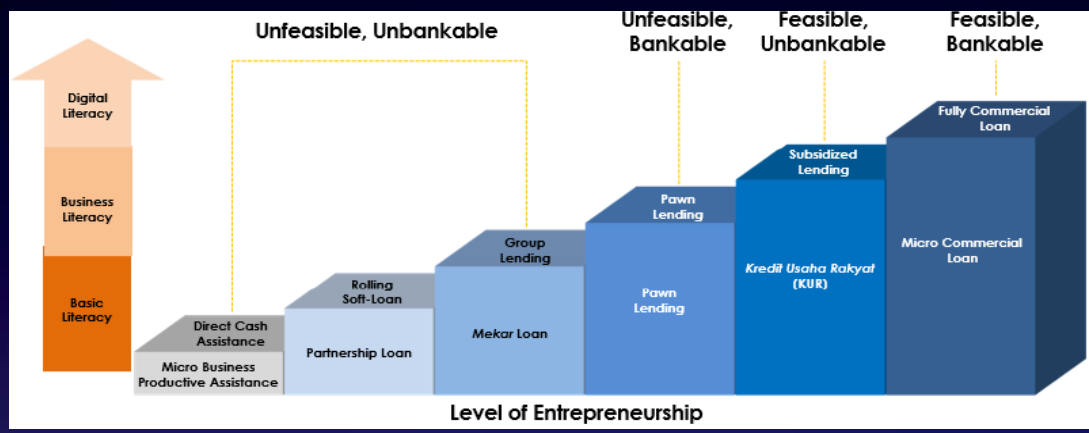 Unfeasible, Unbankable
Unfeasible,
Bankable
Feasible,
Unbankable
Feasible,
Bankable
Digital
Literacy
Business
Literacy
Basic
Literacy
Direct Cash
Assistance
Micro Business
Productive Assistance
Rolling
Soft-Loan
Partnership Loan
Group
Lending
Mekar Loan
Pawn
Lending
Pawn
Lending
Subsidized
Lending
Kredit Usaha Rakyat
(KUR)
Fully Commercial
Loan
Micro Commercial
Loan
Level of Entrepreneurship